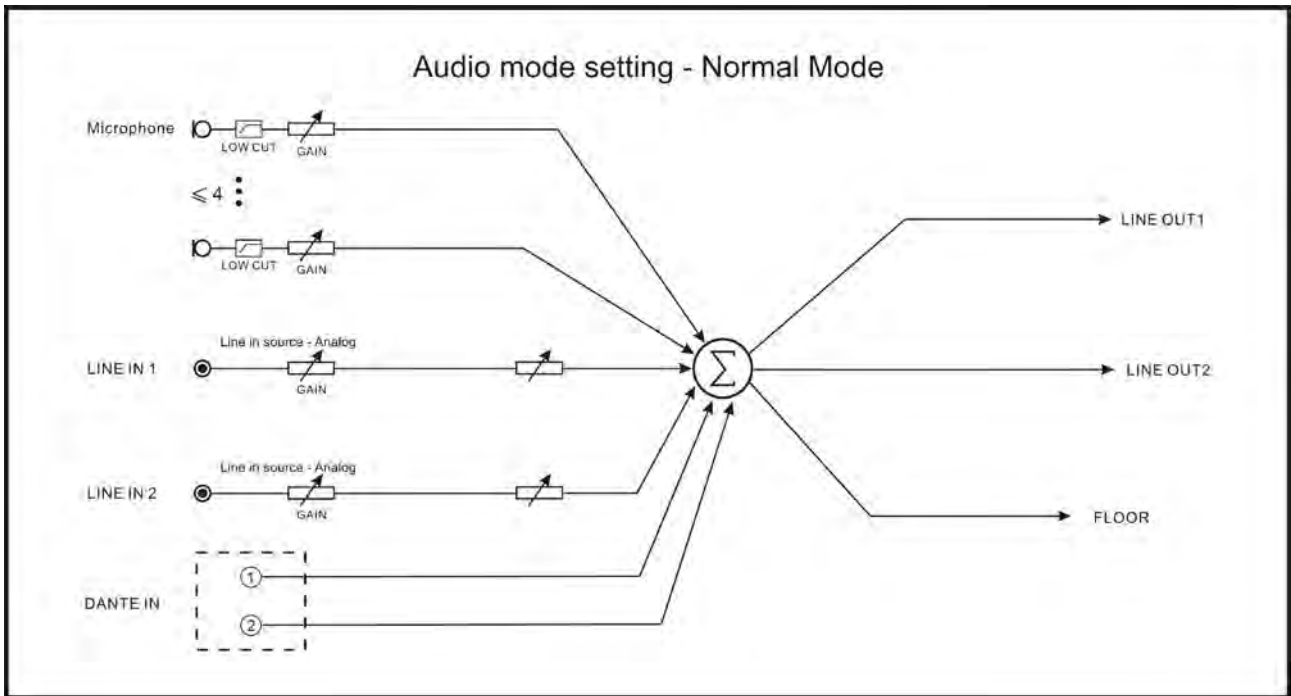 Audio mode setting - Normal Mode
Microphone
LOW CUT
GAIN
⩽ 4
LOW CUT
GAIN
LINE OUT1
Line in source - Analog
LINE IN 1
GAIN
Σ
LINE OUT2
Line in source - Analog
LINE IN 2
GAIN
FLOOR
DANTE IN
1
2